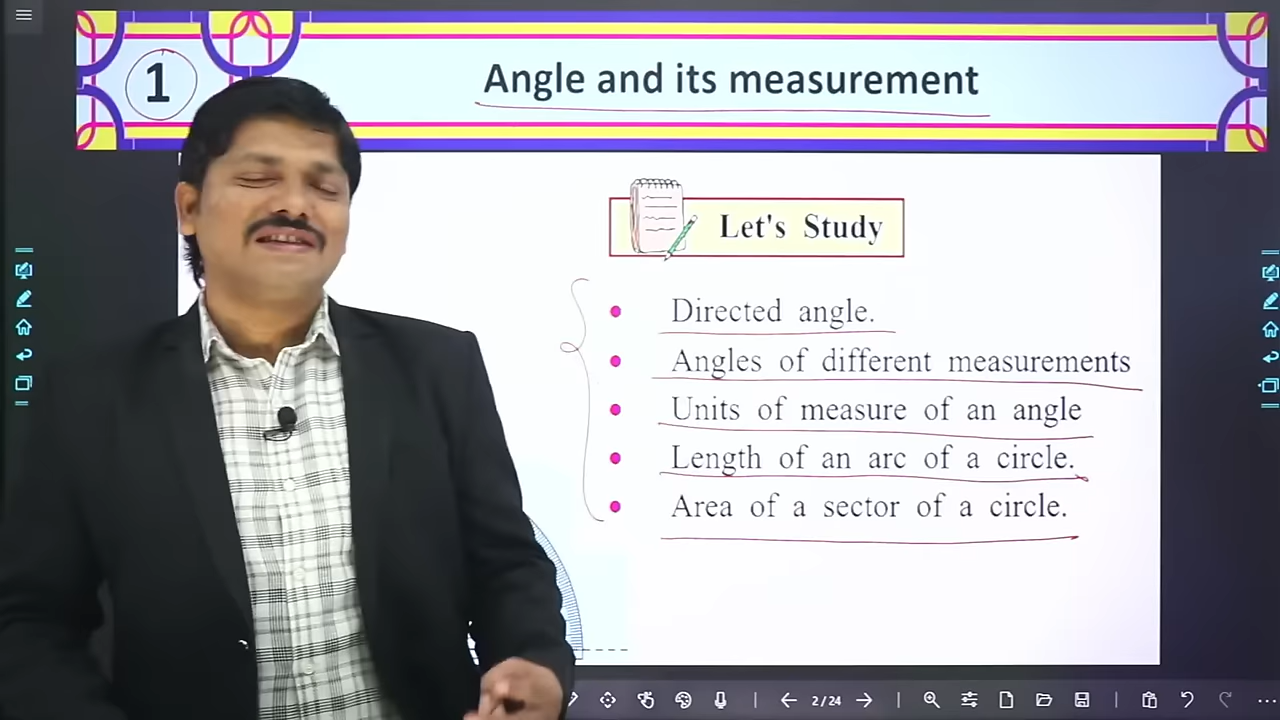 1
Angle and its measurement
Let's Study
• Directed angle.
• Angles of different measurements
• Units of measure of an angle
• Length of an arc of a circle.
• Area of a sector of a circle.
2/24